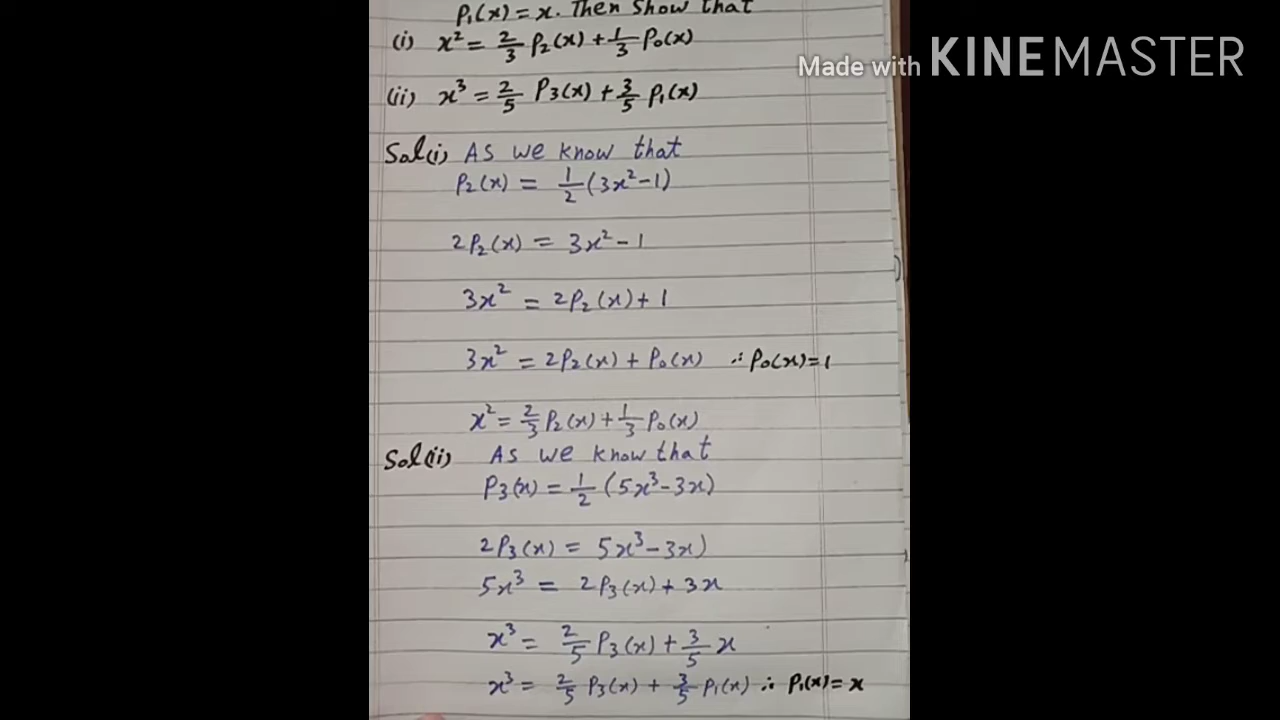 P₁(x) = x. Then show that
(i) x² = 2/3 P₂(x) + 1/3 P₀(x)
Made with KINEMASTER
(ii) x³ = 2/5 P₃(x) + 3/5 P₁(x)
Sol(i) As we know that
P₂(x) = 1/2 (3x²-1)
2P₂(x) = 3x² - 1
3x² = 2P₂(x) + 1
3x² = 2P₂(x) + P₀(x) ∴ P₀(x) = 1
x² = 2/3 P₂(x) + 1/3 P₀(x)
Sol(ii) As we know that
P₃(x) = 1/2 (5x³-3x)
2P₃(x) = 5x³-3x)
5x³ = 2P₃(x) + 3x
x³ = 2/5 P₃(x) + 3/5 x
x³ = 2/5 P₃(x) + 3/5 P₁(x) ∴ P₁(x) = x